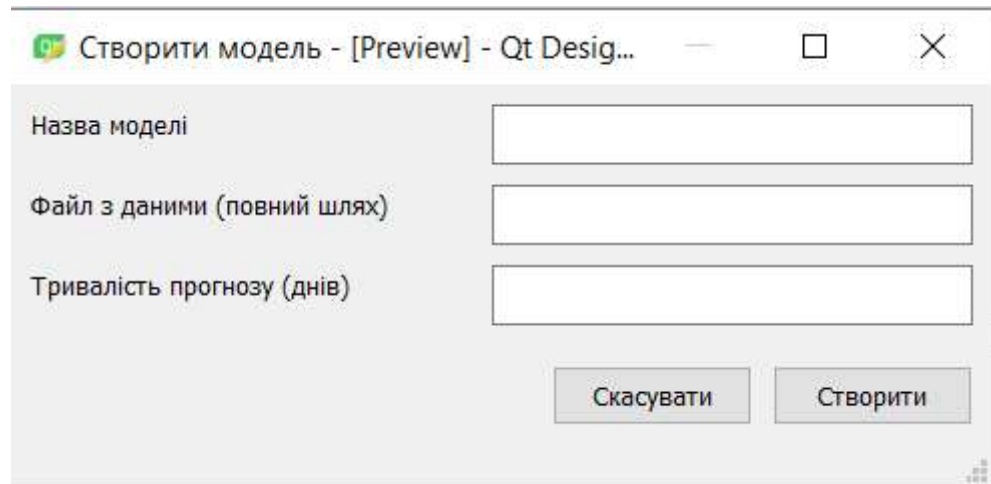 Створити модель - [Preview] - Qt Desig...
Назва моделі
Файл з даними (повний шлях)
Тривалість прогнозу (днів)
Скасувати Створити